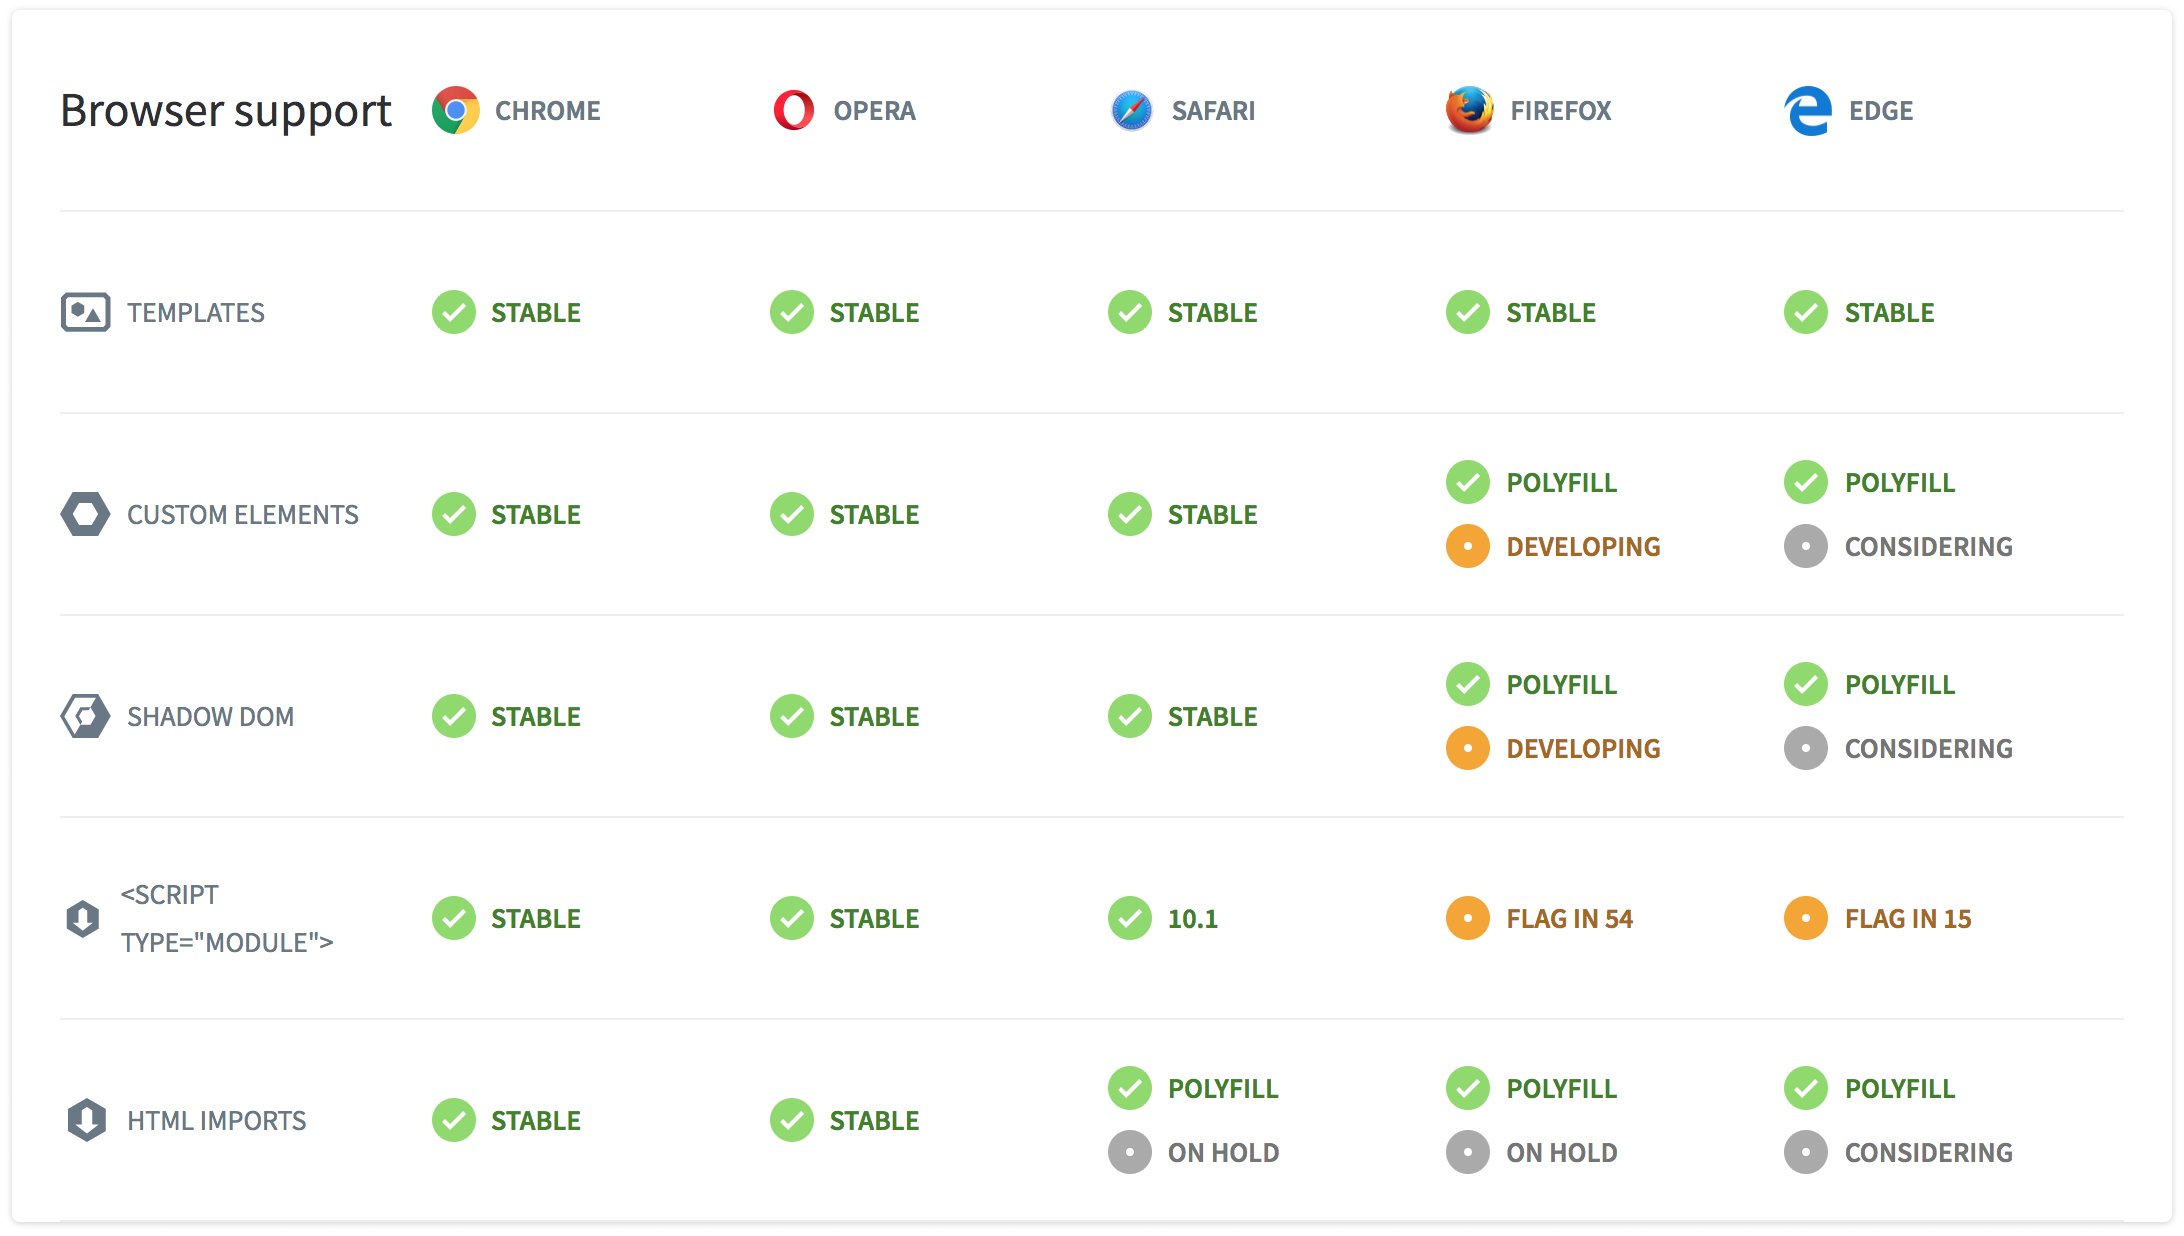 Browser support CHROME OPERA SAFARI FIREFOX EDGE
TEMPLATES STABLE STABLE STABLE STABLE STABLE
CUSTOM ELEMENTS STABLE STABLE STABLE POLYFILL POLYFILL
DEVELOPING CONSIDERING
SHADOW DOM STABLE STABLE STABLE POLYFILL POLYFILL
DEVELOPING CONSIDERING
<SCRIPT
TYPE="MODULE"> STABLE STABLE 10.1 FLAG IN 54 FLAG IN 15
HTML IMPORTS STABLE STABLE POLYFILL POLYFILL POLYFILL
ON HOLD ON HOLD CONSIDERING